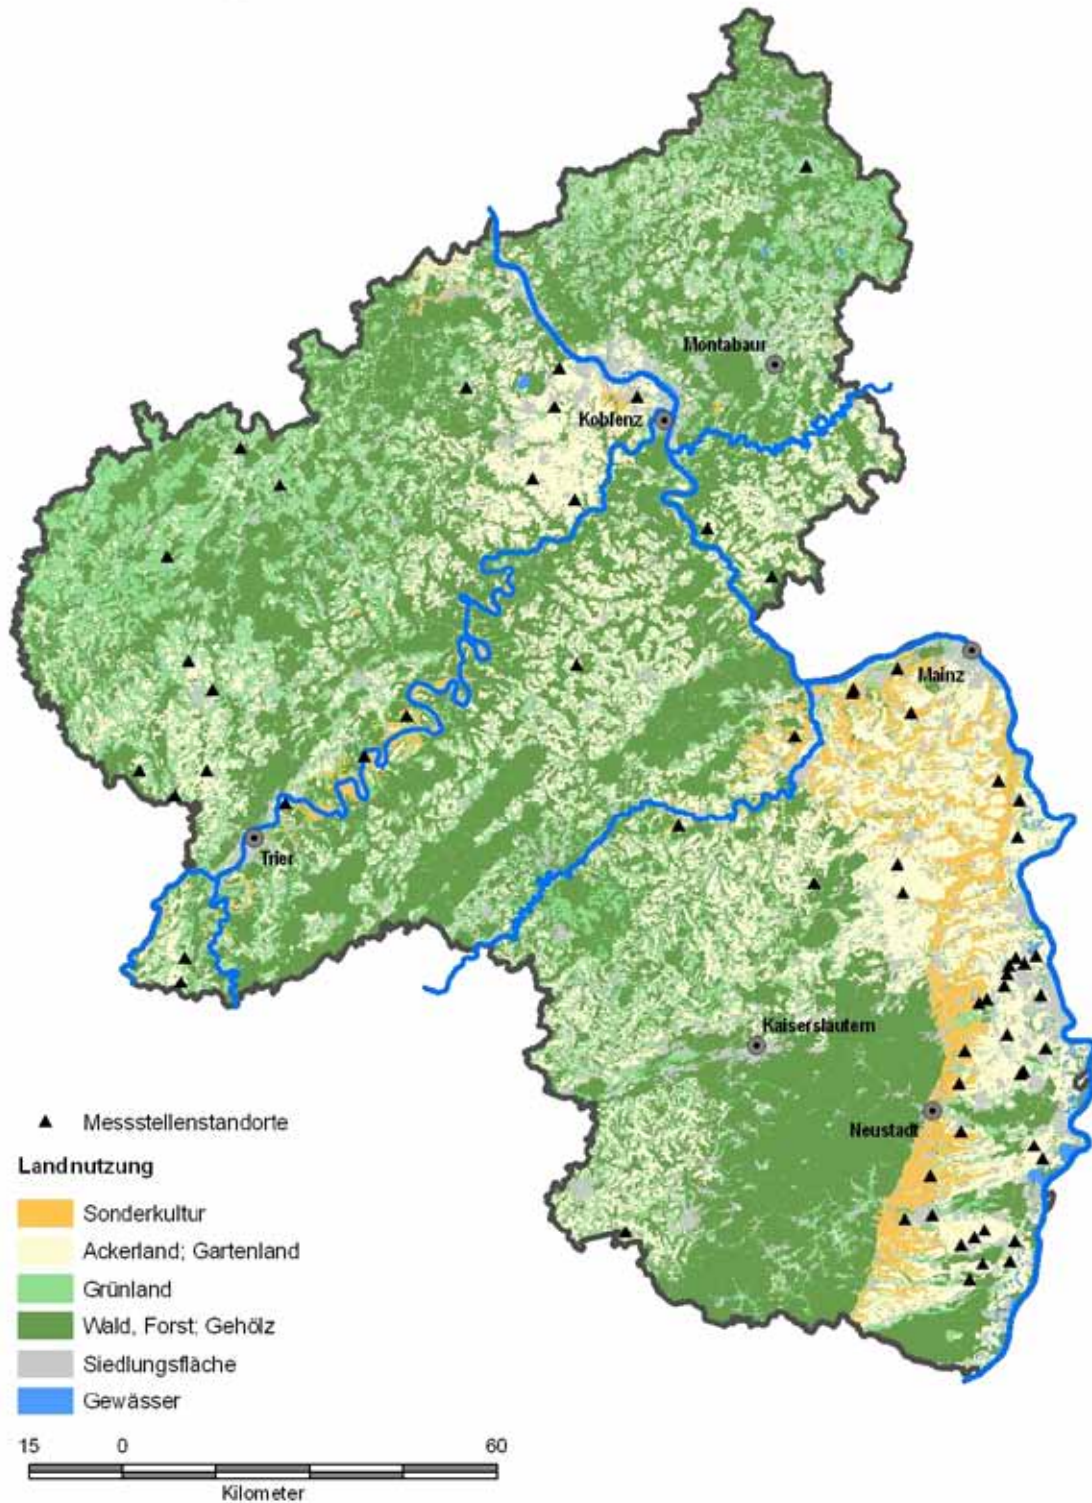 Montabaur
Koblenz
Mainz
Trier
Kaiserslautern
Neustadt
Messstellenstandorte
Landnutzung
Sonderkultur
Ackerland; Gartenland
Grünland
Wald, Forst; Gehölz
Siedlungsfläche
Gewässer
15 0 60
Kilometer